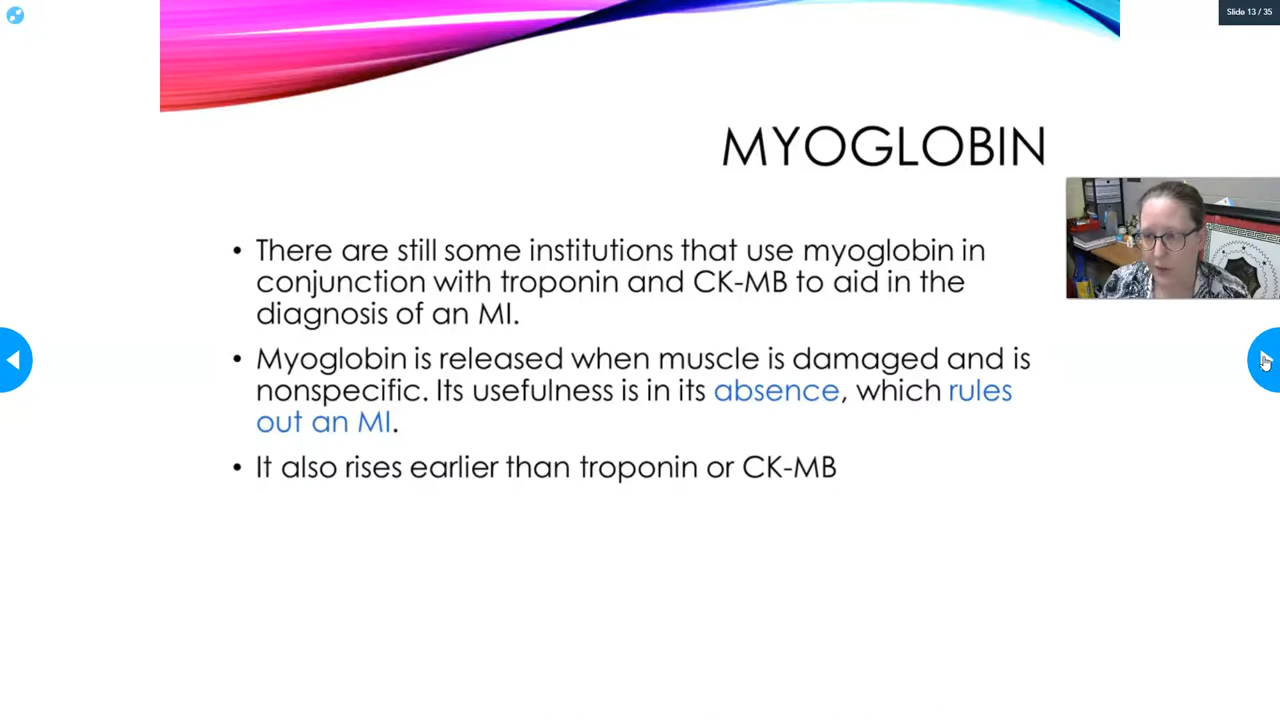 Slide 13 / 35
MYOGLOBIN
• There are still some institutions that use myoglobin in
conjunction with troponin and CK-MB to aid in the
diagnosis of an MI.
• Myoglobin is released when muscle is damaged and is
nonspecific. Its usefulness is in its absence, which rules
out an MI.
• It also rises earlier than troponin or CK-MB